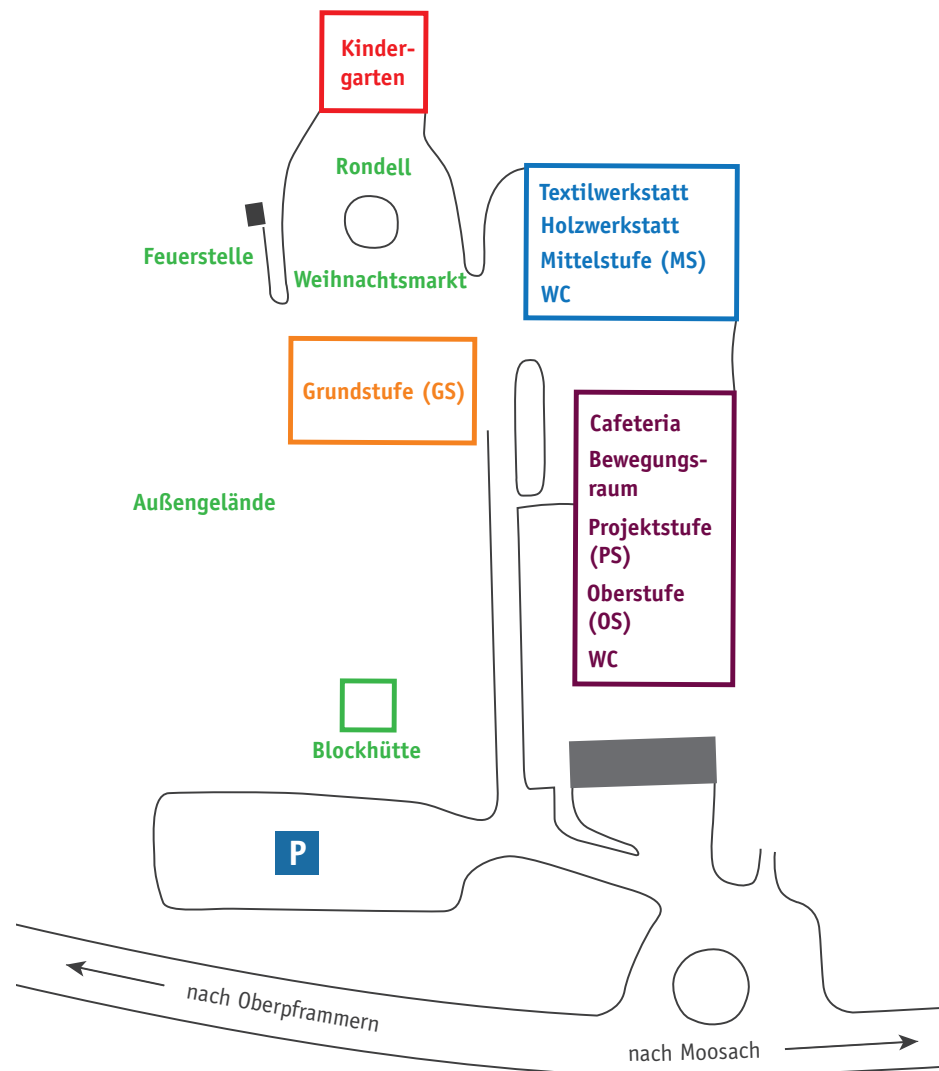 Kinder-
garten
Rondell
Feuerstelle
Weihnachtsmarkt
Textilwerkstatt
Holzwerkstatt
Mittelstufe (MS)
WC
Grundstufe (GS)
Cafeteria
Bewegungs-
raum
Projektstufe
(PS)
Oberstufe
(OS)
WC
Außengelände
Blockhütte
P
nach Oberpframmern
nach Moosach